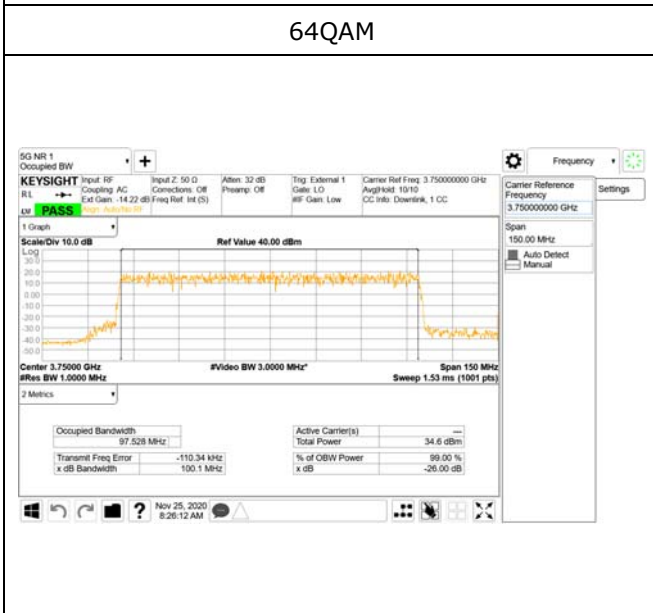 64QAM
5G NR 1
Occupied BW
Frequency
KEYSIGHT
Input: RF
Input Z: 50 Ω
Atten: 32 dB
Trig: External 1
Carrier Ref Freq: 3.750000000 GHz
RL
Coupling: AC
Corrections: Off
Preamp: Off
Gate: LO
Avg|Hold: 10/10
Ext Gain: -14.22 dB
Freq Ref: Int (S)
#IF Gain: Low
CC Info: Downlink, 1 CC
PASS
Align: Auto/No RF
Carrier Reference
Frequency
3.750000000 GHz
Settings
Span
150.00 MHz
Auto Detect
Manual
1 Graph
Scale/Div 10.0 dB
Ref Value 40.00 dBm
Log
30.0
20.0
10.0
0.00
-10.0
-20.0
-30.0
-40.0
-50.0
Center 3.75000 GHz
#Video BW 3.0000 MHz*
Span 150 MHz
#Res BW 1.0000 MHz
Sweep 1.53 ms (1001 pts)
2 Metrics
Occupied Bandwidth
97.528 MHz
Active Carrier(s)
---
Total Power
34.6 dBm
Transmit Freq Error
-110.34 kHz
% of OBW Power
99.00 %
x dB Bandwidth
100.1 MHz
x dB
-26.00 dB
?
Nov 25, 2020
8:26:12 AM